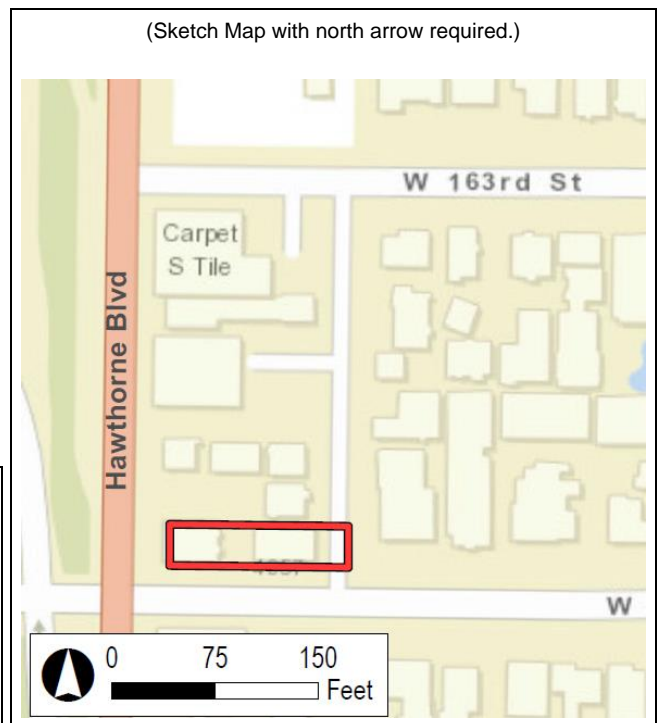 (Sketch Map with north arrow required.)
W 163rd St
Carpet
S Tile
Hawthorne Blvd
W
0 75 150
Feet